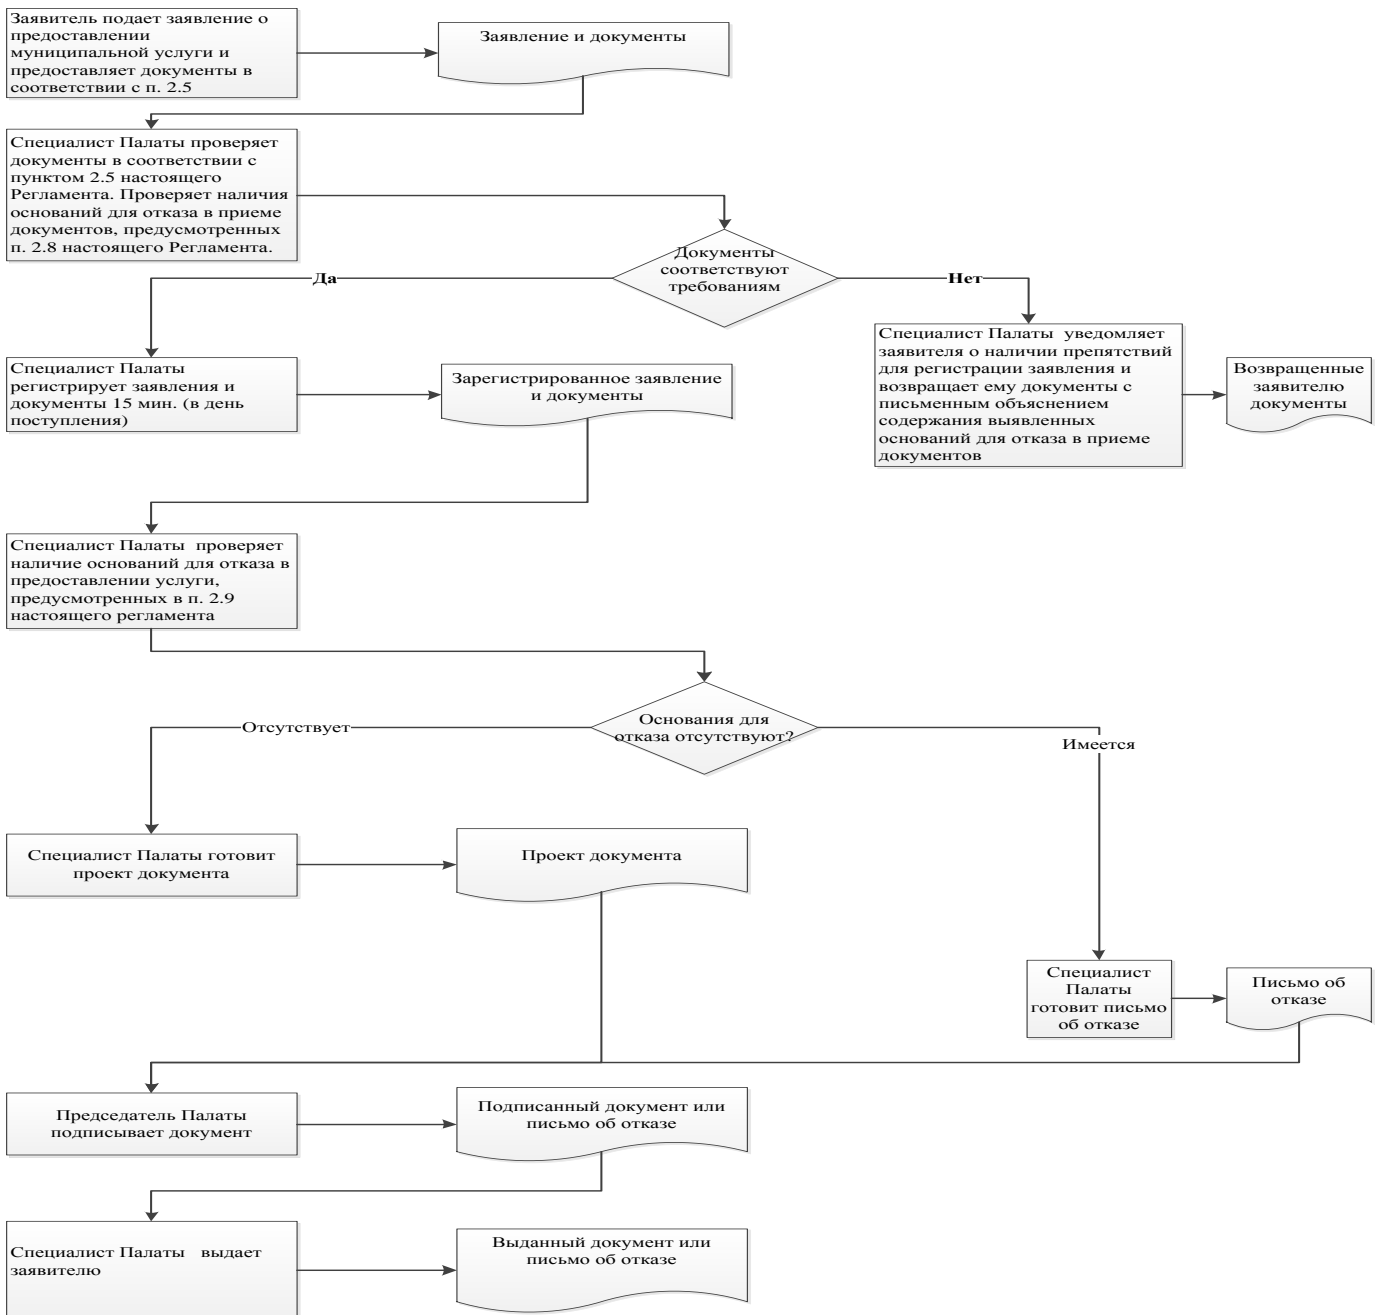 Заявитель подает заявление о
предоставлении
муниципальной услуги и
предоставляет документы в
соответствии с п. 2.5
Заявление и документы
Специалист Палаты проверяет
документы в соответствии с
пунктом 2.5 настоящего
Регламента. Проверяет наличия
оснований для отказа в приеме
документов, предусмотренных
п. 2.8 настоящего Регламента.
Документы
соответствуют
требованиям
Да
Нет
Специалист Палаты
регистрирует заявления и
документы 15 мин. (в день
поступления)
Зарегистрированное заявление
и документы
Специалист Палаты уведомляет
заявителя о наличии препятствий
для регистрации заявления и
возвращает ему документы с
письменным объяснением
содержания выявленных
оснований для отказа в приеме
документов
Возвращенные
заявителю
документы
Специалист Палаты проверяет
наличие оснований для отказа в
предоставлении услуги,
предусмотренных в п. 2.9
настоящего регламента
Основания для
отказа отсутствуют?
Отсутствует
Имеется
Специалист Палаты готовит
проект документа
Проект документа
Специалист
Палаты
готовит письмо
об отказе
Письмо об
отказе
Председатель Палаты
подписывает документ
Подписанный документ или
письмо об отказе
Специалист Палаты выдает
заявителю
Выданный документ или
письмо об отказе